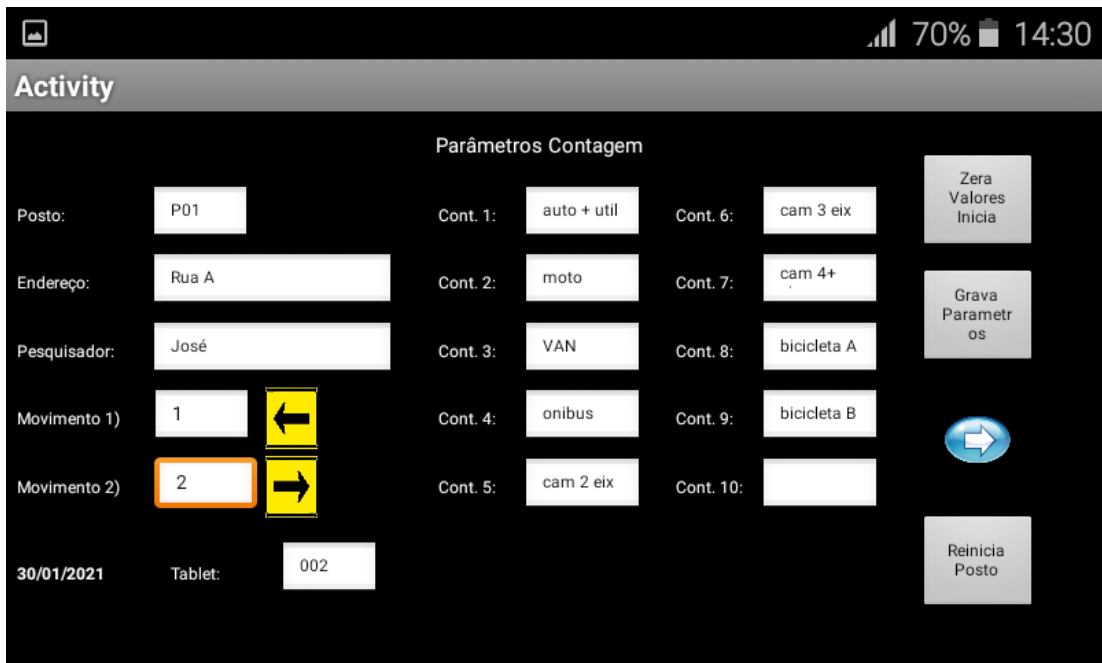 70% 14:30
Activity
Parâmetros Contagem
Posto: P01 Cont. 1: auto + util Cont. 6: cam 3 eix
Zera
Valores
Inicia
Endereço: Rua A Cont. 2: moto Cont. 7: cam 4+
Grava
Parametr
os
Pesquisador: José Cont. 3: VAN Cont. 8: bicicleta A
Movimento 1) 1 Cont. 4: onibus Cont. 9: bicicleta B
Movimento 2) 2 Cont. 5: cam 2 eix Cont. 10:
30/01/2021 Tablet: 002
Reinicia
Posto